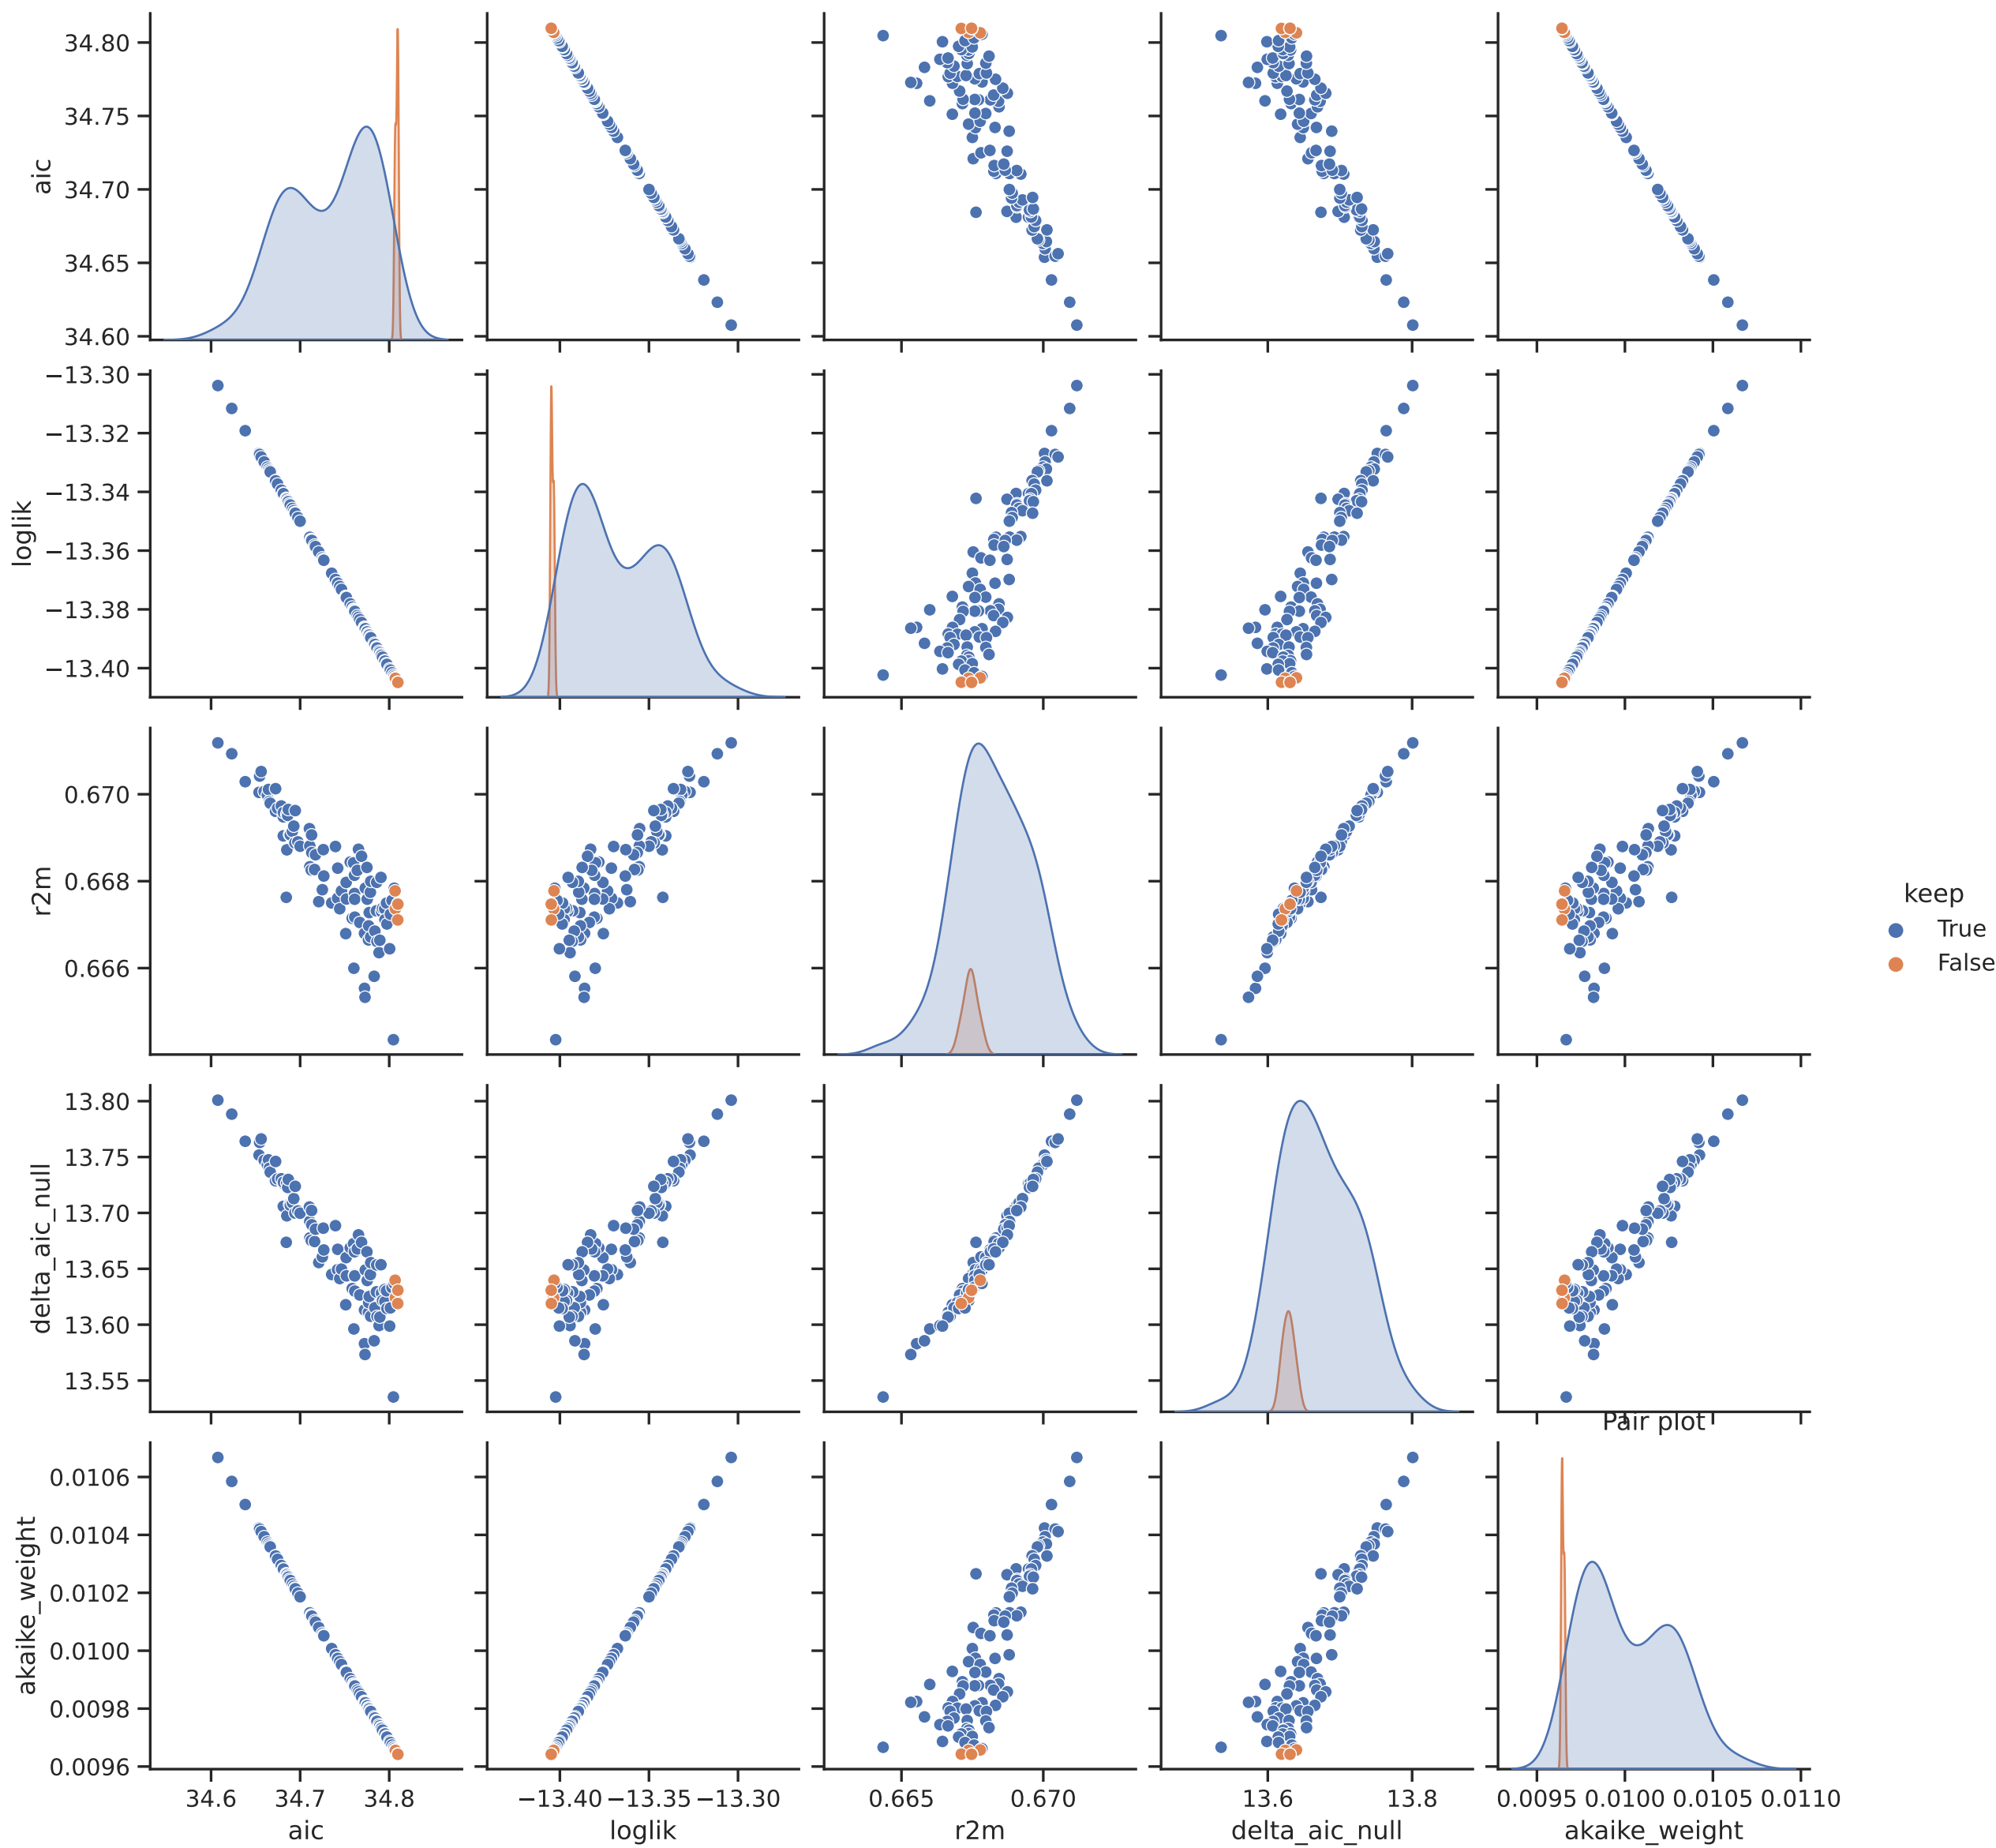 34.80
34.75
34.70
34.65
34.60
aic
−13.30
−13.32
−13.34
−13.36
−13.38
−13.40
loglik
0.670
0.668
0.666
r2m
keep
True
False
13.80
13.75
13.70
13.65
13.60
13.55
delta_aic_null
Pair plot
0.0106
0.0104
0.0102
0.0100
0.0098
0.0096
akaike_weight
34.6 34.7 34.8
−13.40 −13.35 −13.30
0.665 0.670
13.6 13.8
0.0095 0.0100 0.0105 0.0110
aic
loglik
r2m
delta_aic_null
akaike_weight